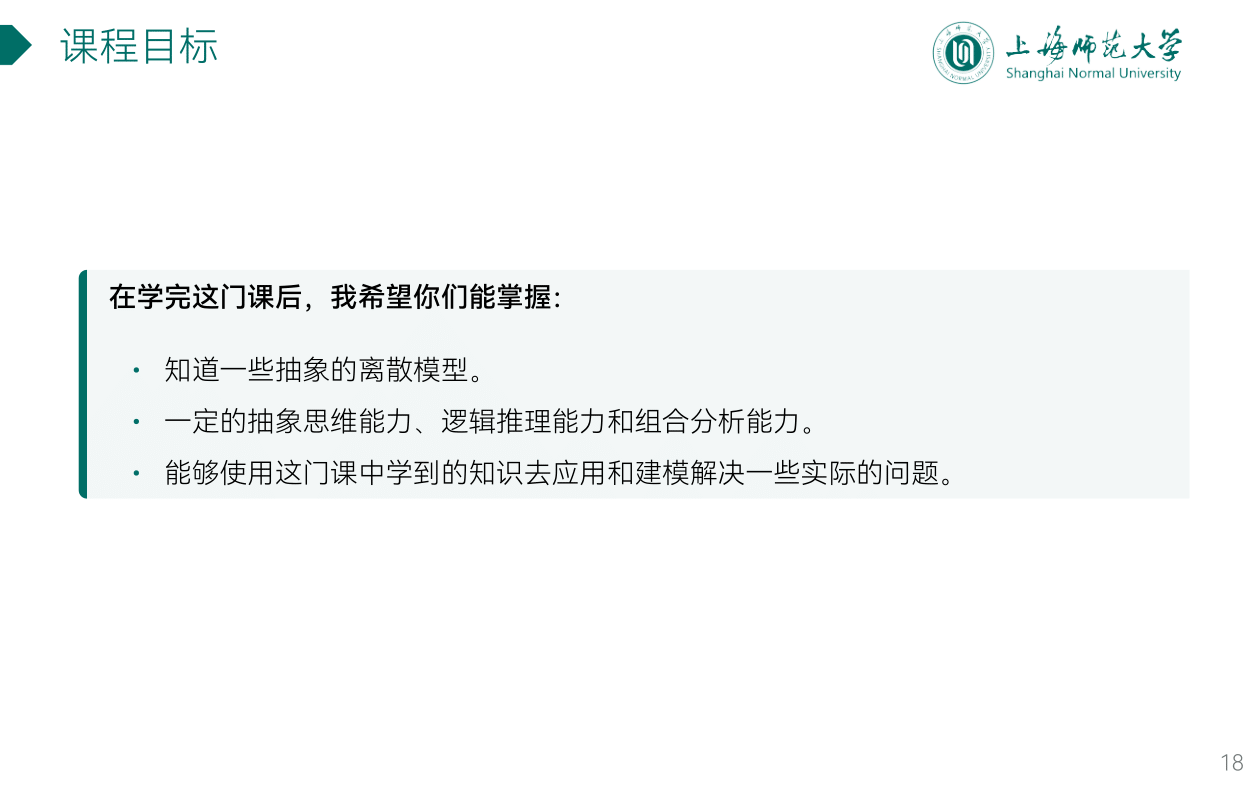 课程目标
上海师范大学
Shanghai Normal University
在学完这门课后，我希望你们能掌握：
• 知道一些抽象的离散模型。
• 一定的抽象思维能力、逻辑推理能力和组合分析能力。
• 能够使用这门课中学到的知识去应用和建模解决一些实际的问题。
18